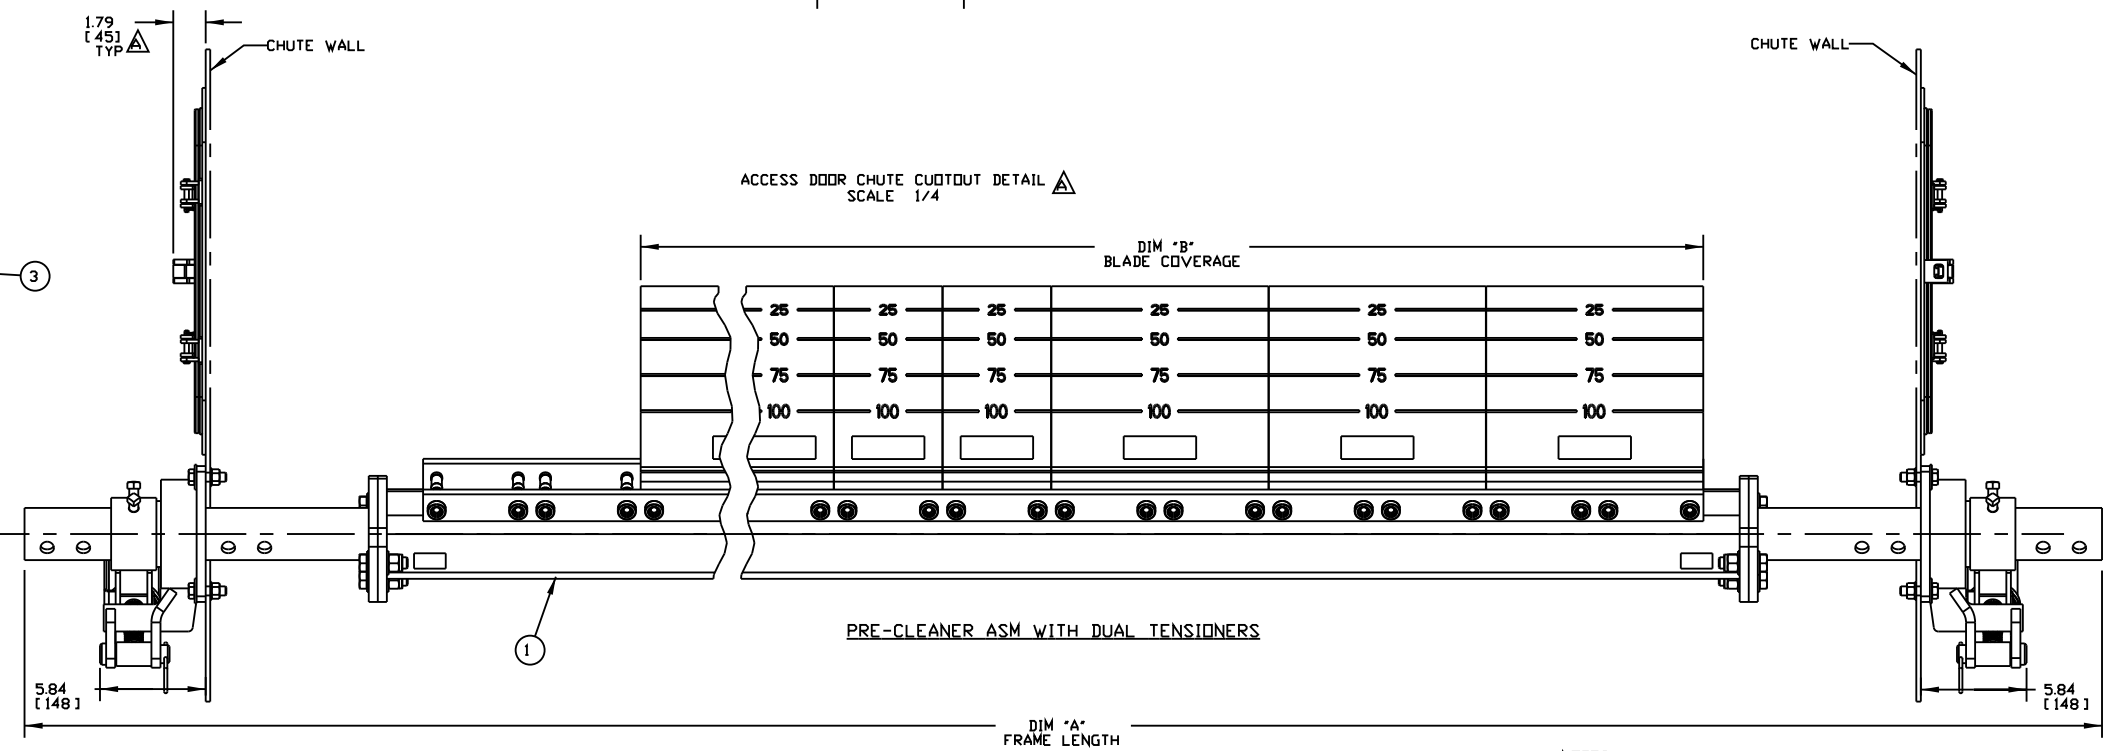 1.79
[45]
TYP A
CHUTE WALL
CHUTE WALL
ACCESS DOOR CHUTE CUOTOUT DETAIL A
SCALE 1/4
DIM "B"
BLADE COVERAGE
3
25 25 25 25 25 25
50 50 50 50 50 50
75 75 75 75 75 75
100 100 100 100 100 100
1
PRE-CLEANER ASM WITH DUAL TENSIONERS
5.84
[148]
5.84
[148]
DIM "A"
FRAME LENGTH